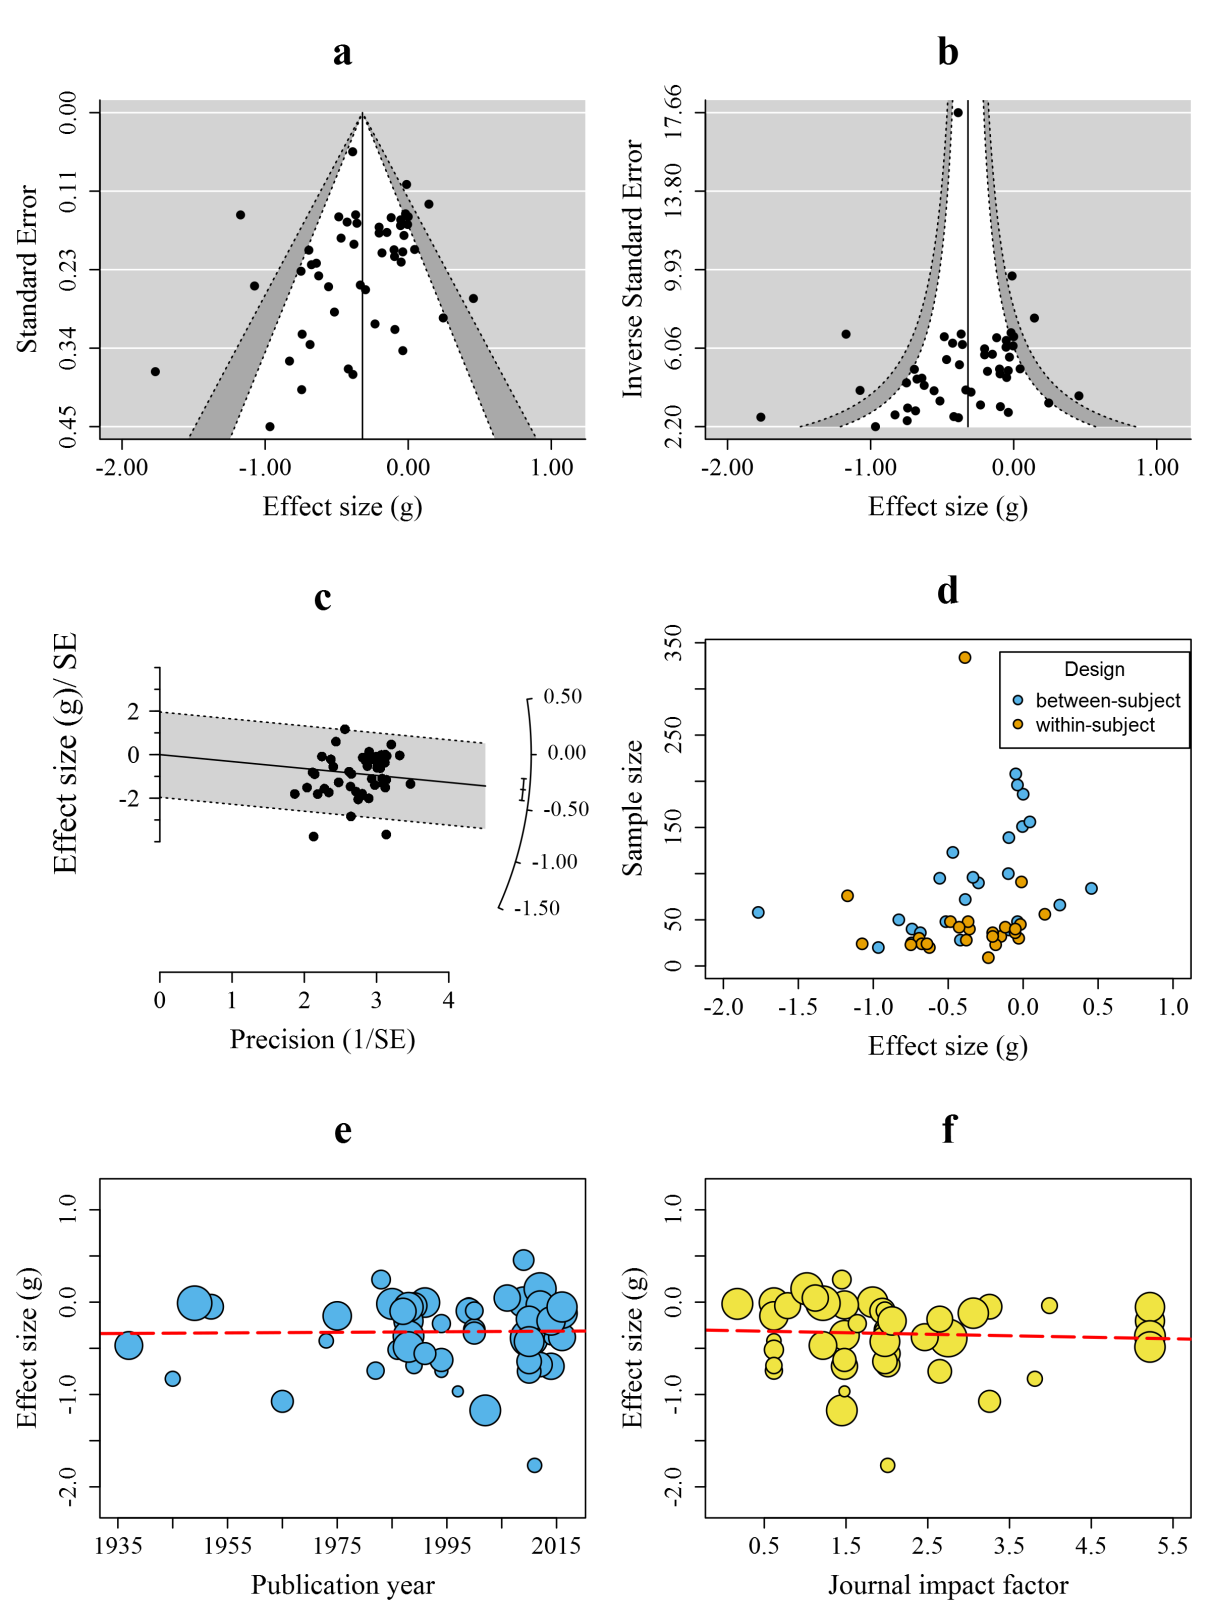 a
Standard Error
0.00
0.11
0.23
0.34
0.45
-2.00 -1.00 0.00 1.00
Effect size (g)
b
Inverse Standard Error
17.66
13.80
9.93
6.06
2.20
-2.00 -1.00 0.00 1.00
Effect size (g)
c
Effect size (g)/ SE
2
0
-2
0.50
0.00
-0.50
-1.00
-1.50
0 1 2 3 4
Precision (1/SE)
d
Sample size
350
250
150
50
0
Design
between-subject
within-subject
-2.0 -1.5 -1.0 -0.5 0.0 0.5 1.0
Effect size (g)
e
Effect size (g)
1.0
0.0
-1.0
-2.0
1935 1955 1975 1995 2015
Publication year
f
Effect size (g)
1.0
0.0
-1.0
-2.0
0.5 1.5 2.5 3.5 4.5 5.5
Journal impact factor